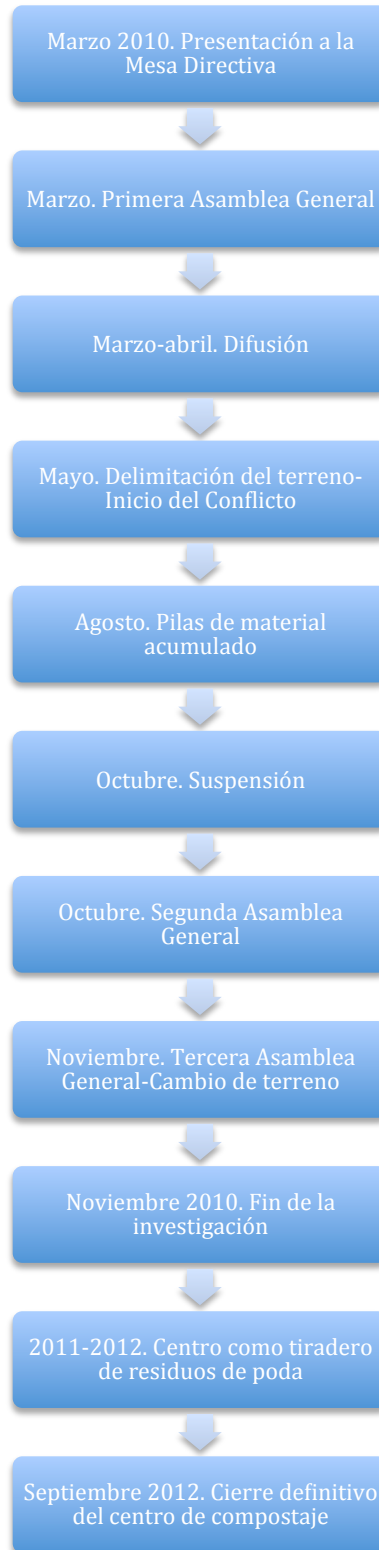 Marzo 2010. Presentación a la
Mesa Directiva
Marzo. Primera Asamblea General
Marzo-abril. Difusión
Mayo. Delimitación del terreno-
Inicio del Conflicto
Agosto. Pilas de material
acumulado
Octubre. Suspensión
Octubre. Segunda Asamblea
General
Noviembre. Tercera Asamblea
General-Cambio de terreno
Noviembre 2010. Fin de la
investigación
2011-2012. Centro como tiradero
de residuos de poda
Septiembre 2012. Cierre definitivo
del centro de compostaje